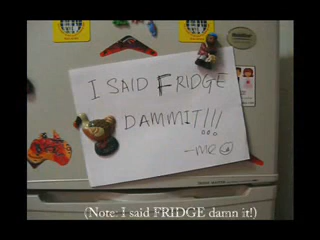 I SAID FRIDGE
DAMMIT!!!
-ME
(Note: I said FRIDGE damn it!)